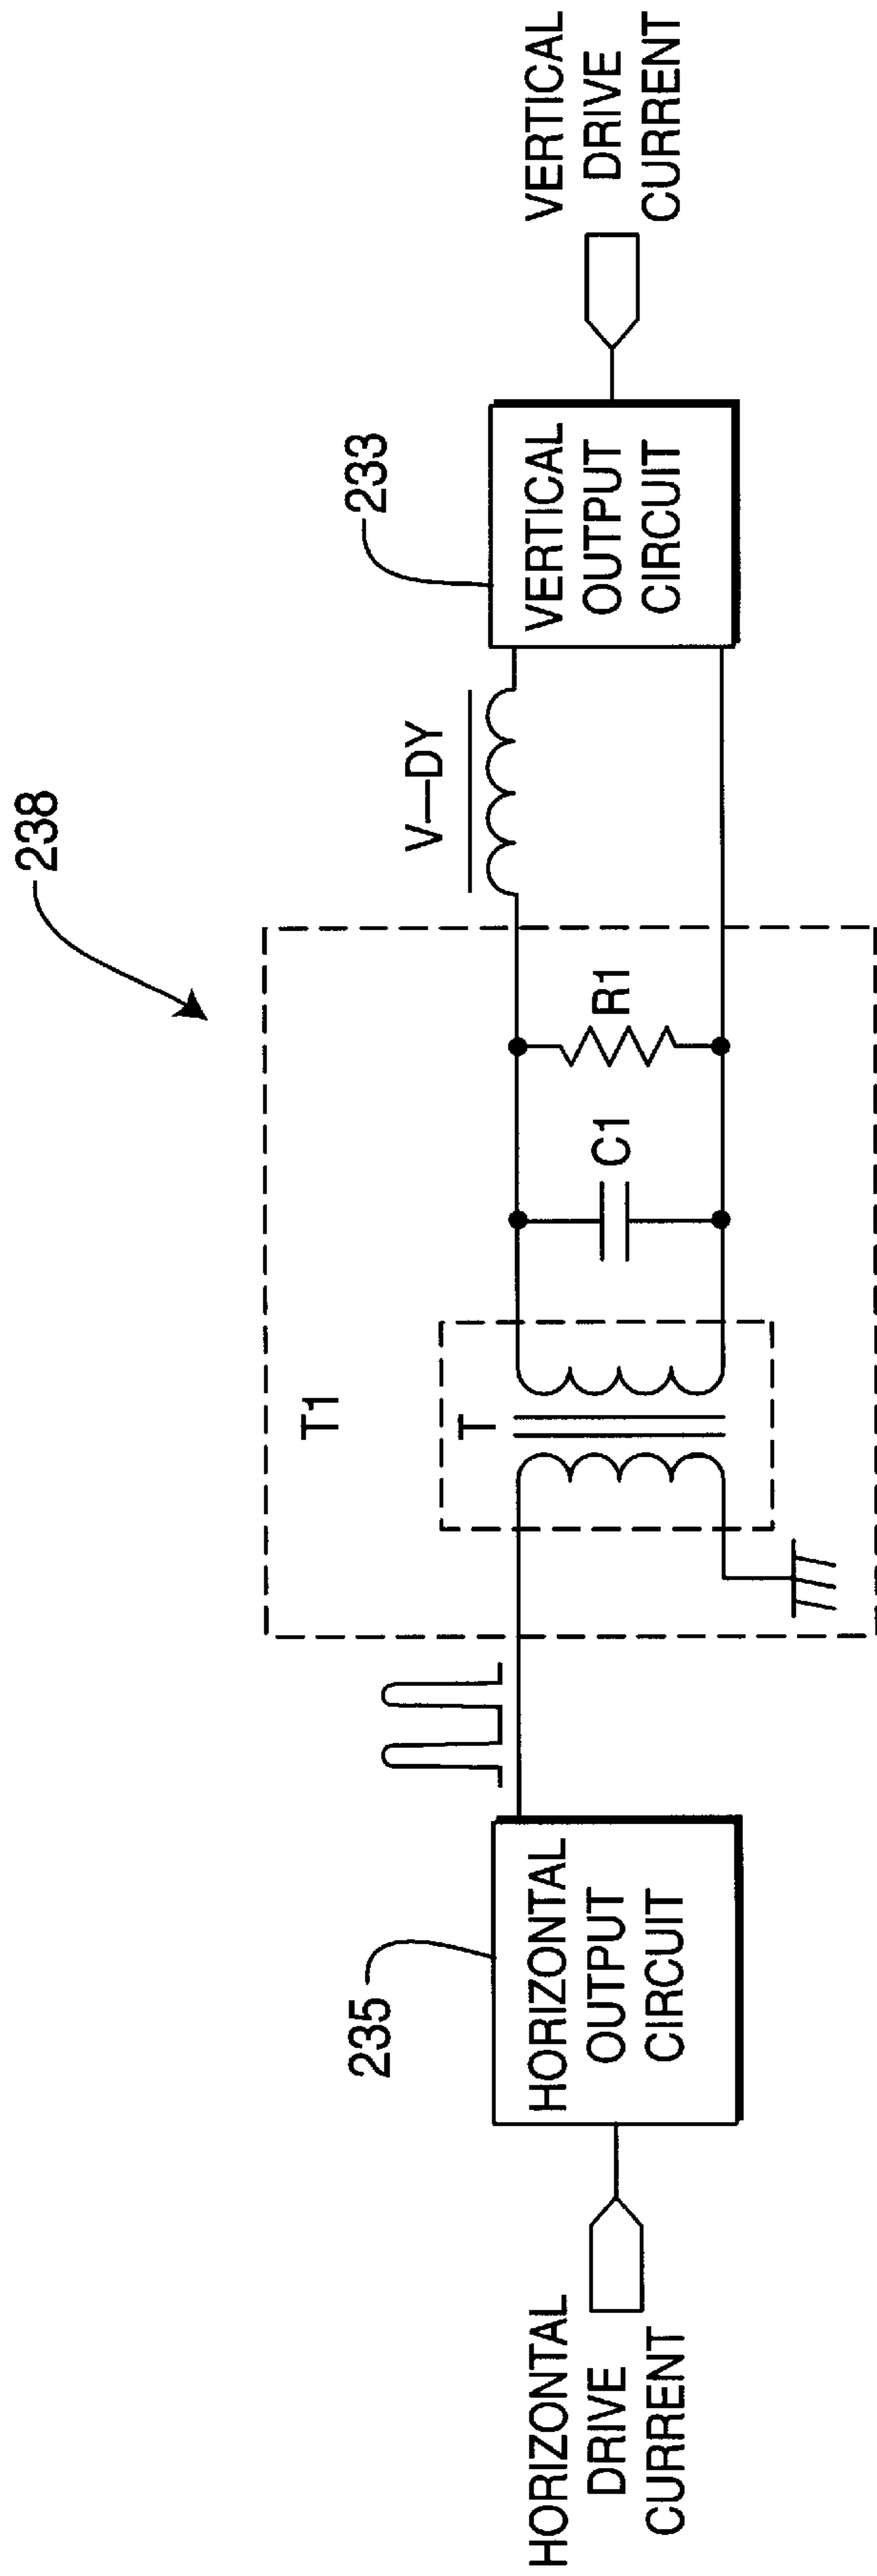 238
T1
T
C1
R1
V—DY
235
233
HORIZONTAL
DRIVE
CURRENT
HORIZONTAL
OUTPUT
CIRCUIT
VERTICAL
OUTPUT
CIRCUIT
VERTICAL
DRIVE
CURRENT